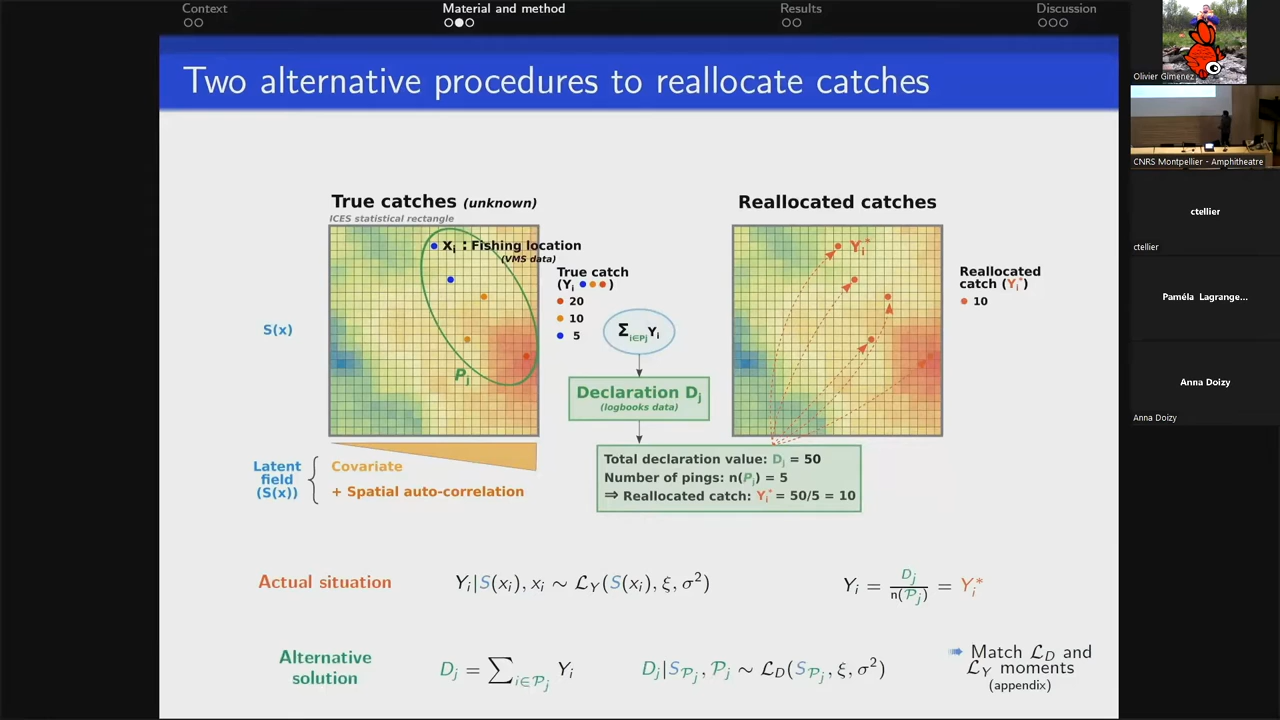 Context
Material and method
Results
Discussion
Two alternative procedures to reallocate catches
True catches (unknown)
ICES statistical rectangle
Xi : Fishing location
(VMS data)
True catch
(Yi )
20
10
5
Pj
S(x)
Latent
field
(S(x))
Covariate
+ Spatial auto-correlation
Σi∈Pj Yi
Declaration Dj
(logbooks data)
Total declaration value: Dj = 50
Number of pings: n(Pj) = 5
⇒ Reallocated catch: Yi* = 50/5 = 10
Reallocated catches
Yi*
Reallocated
catch (Yi*)
10
Actual situation
Yi|S(xi), xi ∼ ℒY(S(xi), ξ, σ²)
Yi = Dj/n(𝒫j) = Yi*
Alternative
solution
Dj = ∑i∈𝒫j Yi
Dj|S𝒫j, 𝒫j ∼ ℒD(S𝒫j, ξ, σ²)
Match ℒD and
ℒY moments
(appendix)
Olivier Gimenez
CNRS Montpellier - Amphitheatre
ctellier
ctellier
Paméla Lagrange...
Anna Doizy
Anna Doizy